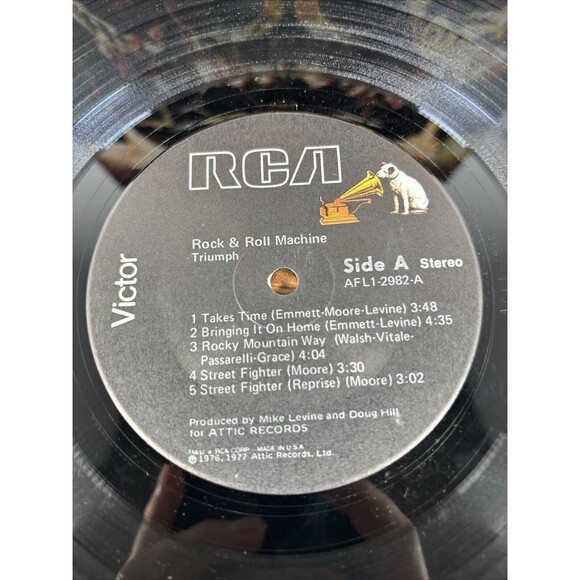 RCA
Victor
Rock & Roll Machine
Triumph
Side A Stereo
AFL1-2982-A
1 Takes Time (Emmett-Moore-Levine) 3:48
2 Bringing It On Home (Emmett-Levine) 4:35
3 Rocky Mountain Way (Walsh-Vitale-
Passarelli-Grace) 4:04
4 Street Fighter (Moore) 3:30
5 Street Fighter (Reprise) (Moore) 3:02
Produced by Mike Levine and Doug Hill
for ATTIC RECORDS
RCA CORP - MADE IN U.S.A.
℗1976, 1977 Attic Records, Ltd.